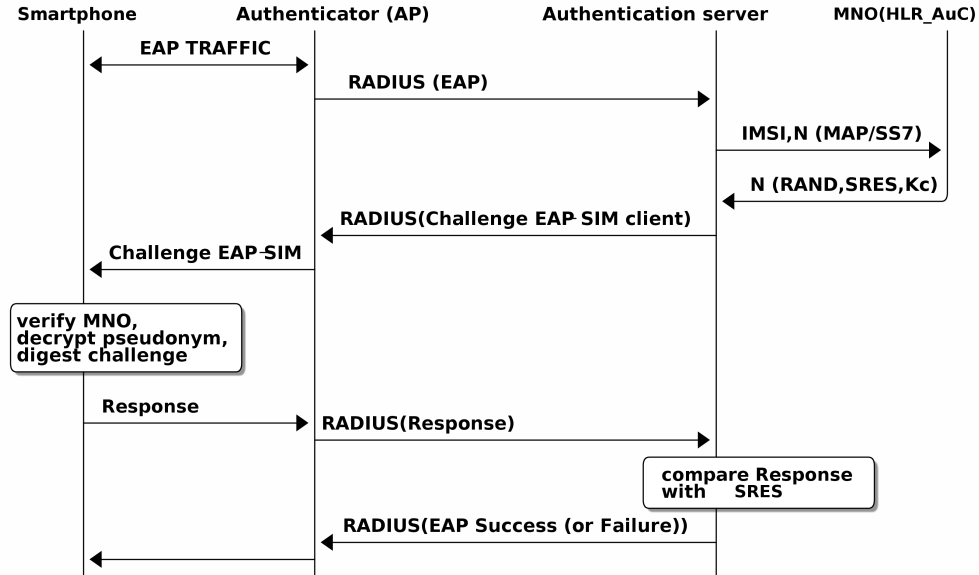 Smartphone
Authenticator (AP)
Authentication server
MNO(HLR_AuC)
EAP TRAFFIC
RADIUS (EAP)
IMSI,N (MAP/SS7)
N (RAND,SRES,Kc)
RADIUS(Challenge EAP-SIM client)
Challenge EAP-SIM
verify MNO,
decrypt pseudonym,
digest challenge
Response
RADIUS(Response)
compare Response
with SRES
RADIUS(EAP Success (or Failure))